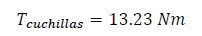 T_cuchillas = 13.23 Nm